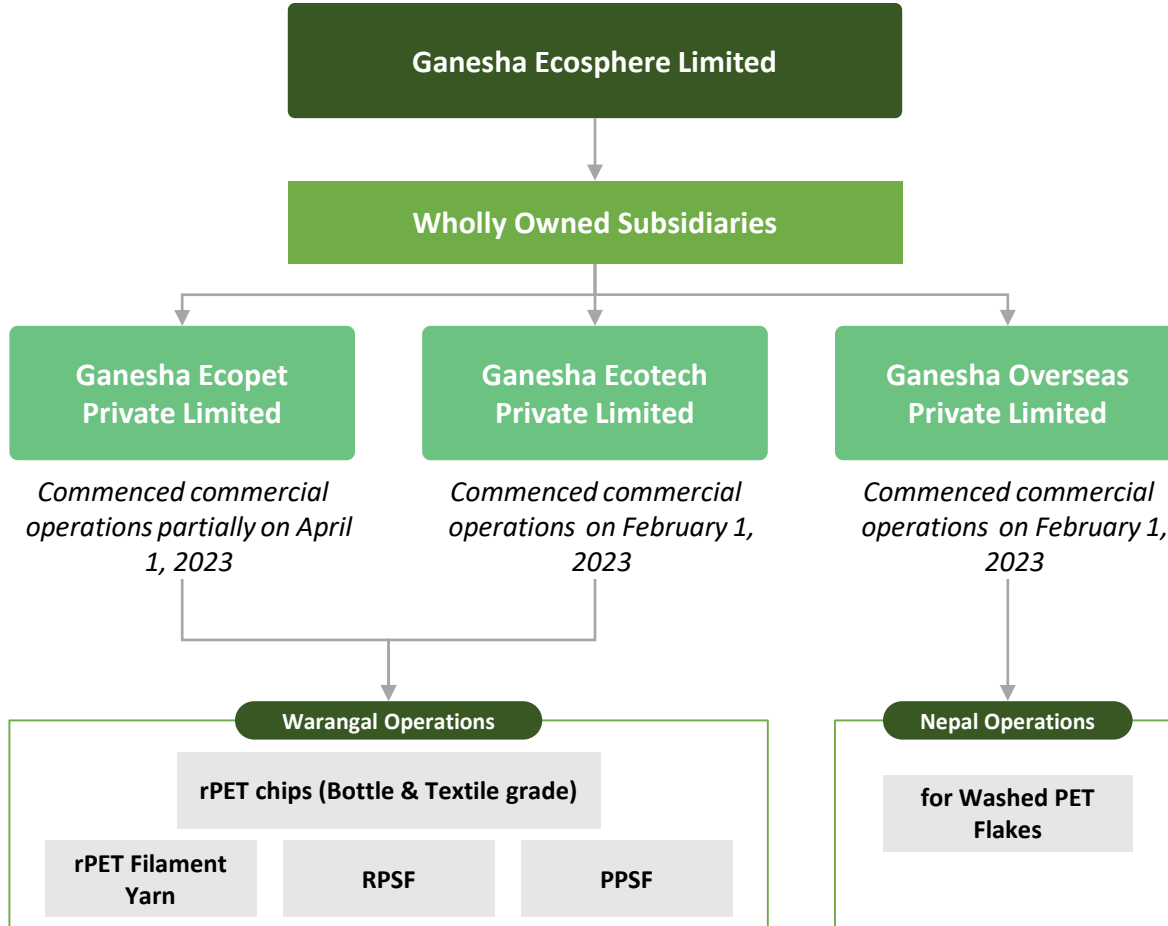 Ganesha Ecosphere Limited
Wholly Owned Subsidiaries
Ganesha Ecopet
Private Limited
Ganesha Ecotech
Private Limited
Ganesha Overseas
Private Limited
Commenced commercial
operations partially on April
1, 2023
Commenced commercial
operations on February 1,
2023
Commenced commercial
operations on February 1,
2023
Warangal Operations
rPET chips (Bottle & Textile grade)
rPET Filament
Yarn
RPSF
PPSF
Nepal Operations
for Washed PET
Flakes